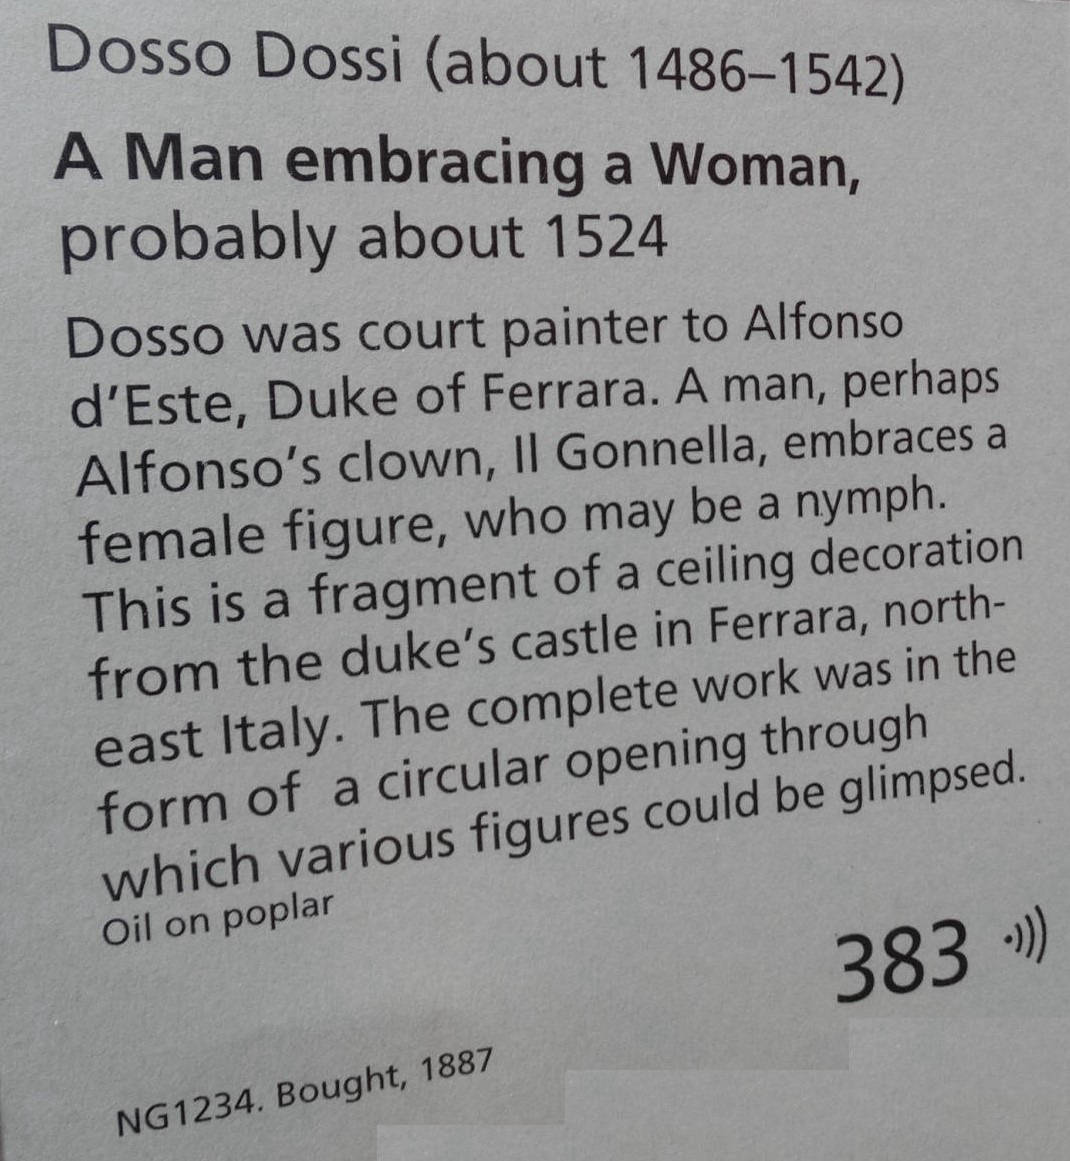 Dosso Dossi (about 1486–1542)
A Man embracing a Woman,
probably about 1524
Dosso was court painter to Alfonso
d'Este, Duke of Ferrara. A man, perhaps
Alfonso's clown, Il Gonnella, embraces a
female figure, who may be a nymph.
This is a fragment of a ceiling decoration
from the duke's castle in Ferrara, north-
east Italy. The complete work was in the
form of a circular opening through
which various figures could be glimpsed.
Oil on poplar
383
NG1234. Bought, 1887